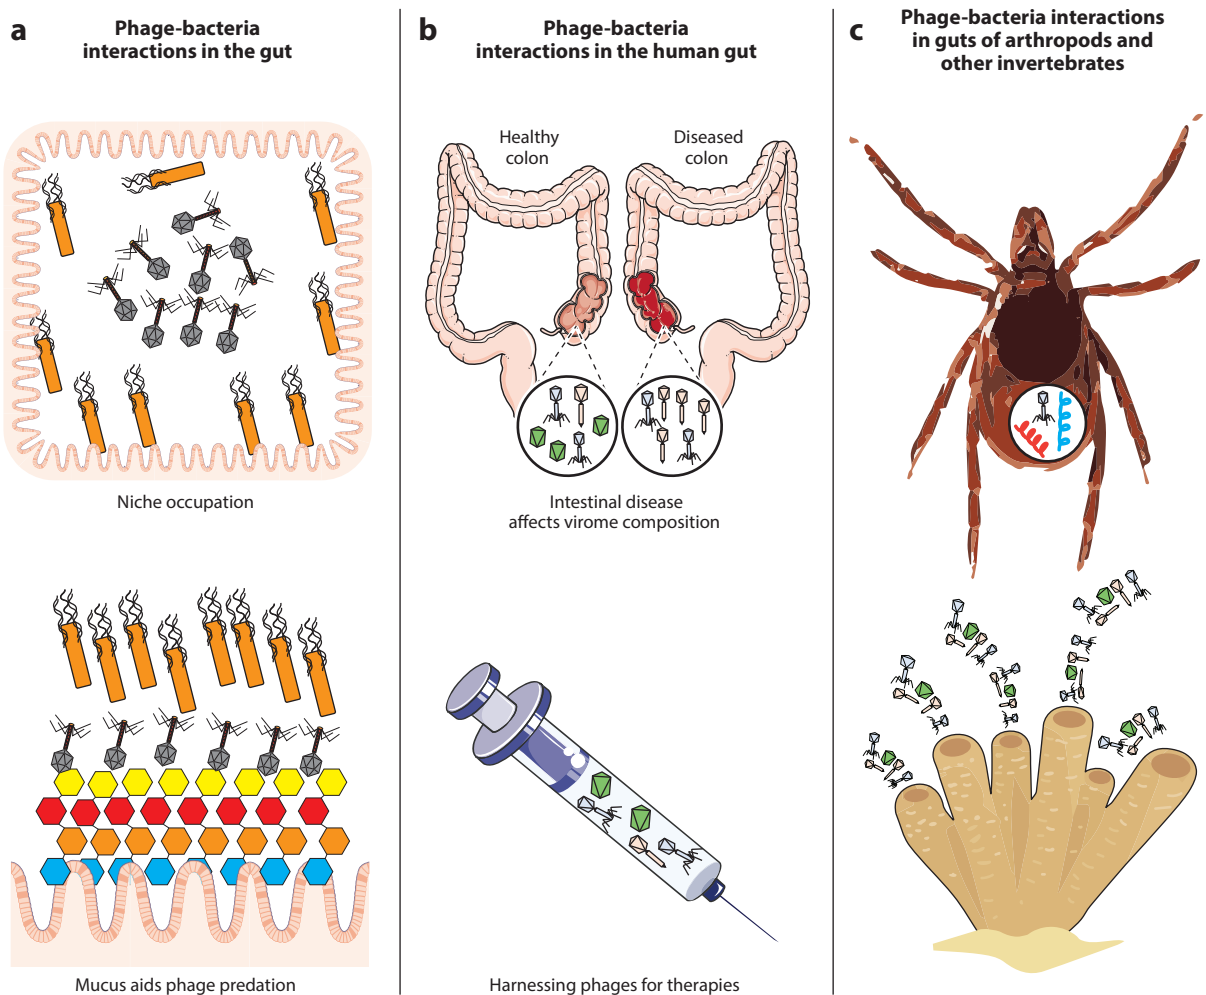 a
Phage-bacteria
interactions in the gut
Niche occupation
Mucus aids phage predation
b
Phage-bacteria
interactions in the human gut
Healthy
colon
Diseased
colon
Intestinal disease
affects virome composition
Harnessing phages for therapies
c
Phage-bacteria interactions
in guts of arthropods and
other invertebrates